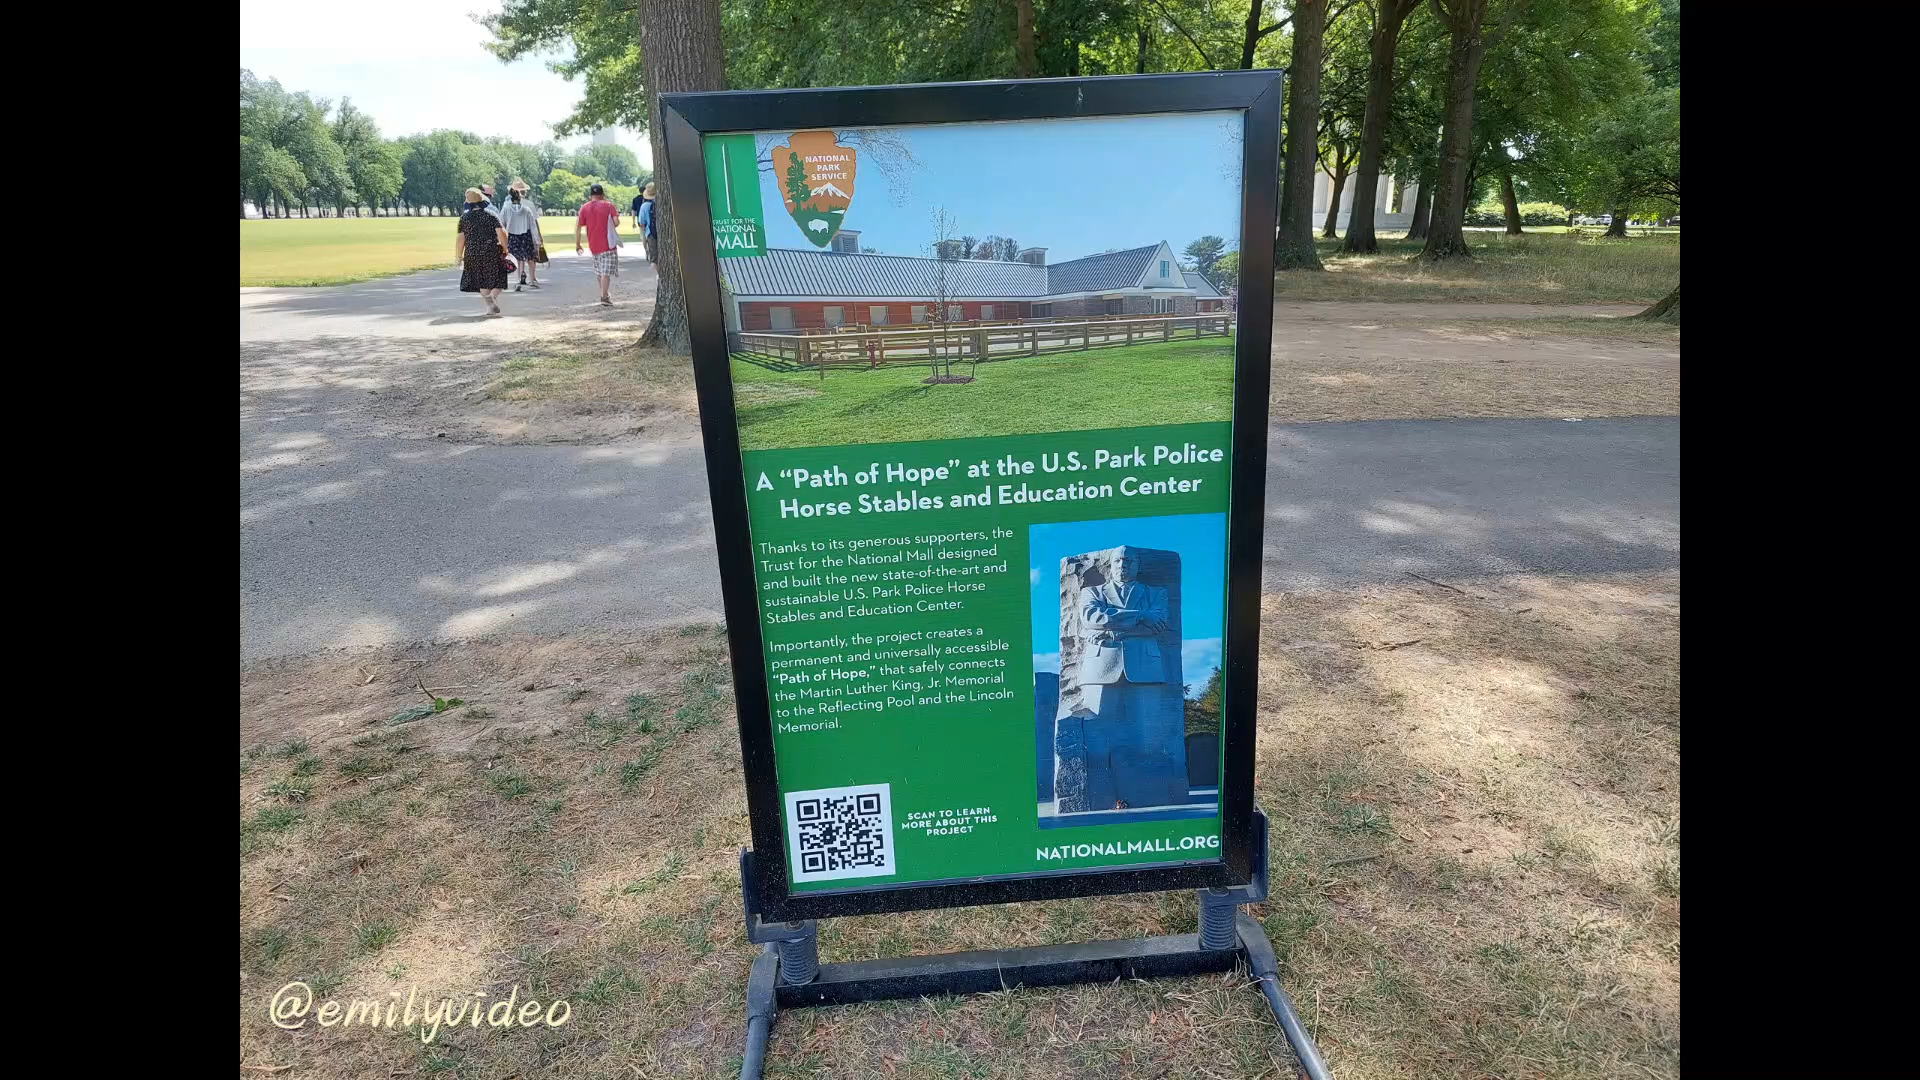 NATIONAL
PARK
SERVICE
TRUST FOR THE
NATIONAL
MALL
A “Path of Hope” at the U.S. Park Police
Horse Stables and Education Center
Thanks to its generous supporters, the
Trust for the National Mall designed
and built the new state-of-the-art and
sustainable U.S. Park Police Horse
Stables and Education Center.
Importantly, the project creates a
permanent and universally accessible
“Path of Hope,” that safely connects
the Martin Luther King, Jr. Memorial
to the Reflecting Pool and the Lincoln
Memorial.
SCAN TO LEARN
MORE ABOUT THIS
PROJECT
NATIONALMALL.ORG
@emilyvideo